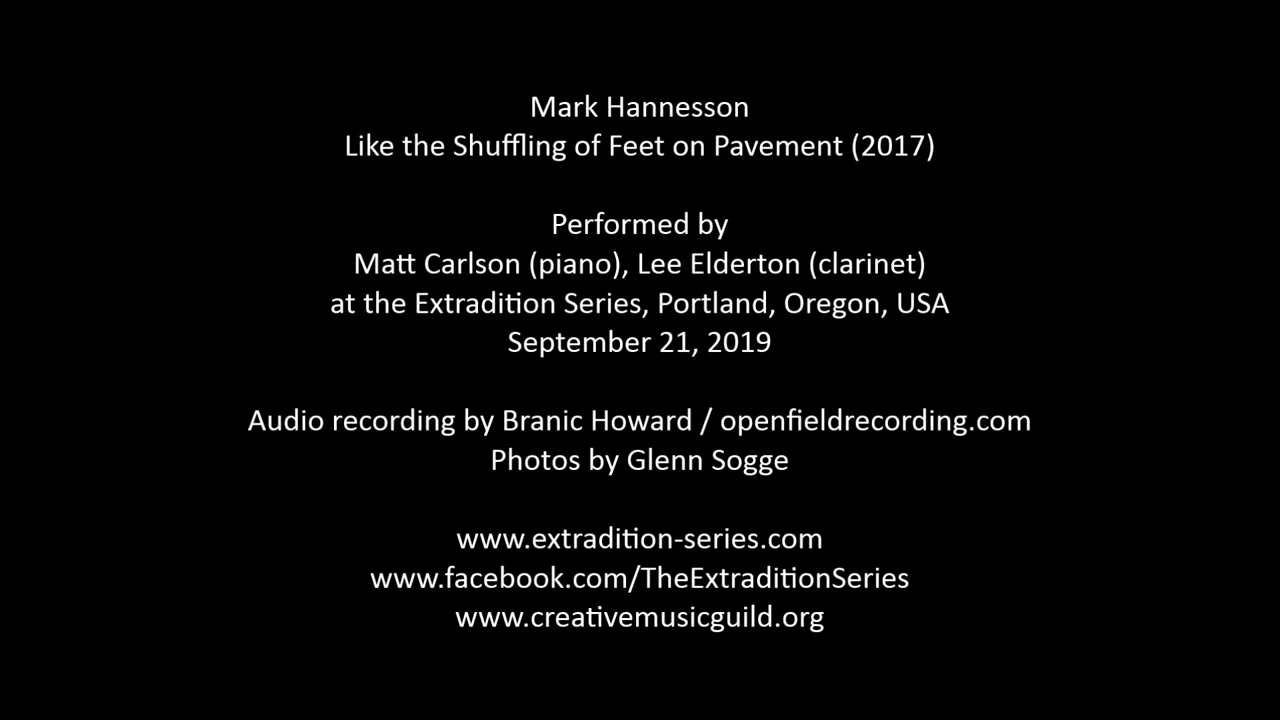 Mark Hannesson
Like the Shuffling of Feet on Pavement (2017)
Performed by
Matt Carlson (piano), Lee Elderton (clarinet)
at the Extradition Series, Portland, Oregon, USA
September 21, 2019
Audio recording by Branic Howard / openfieldrecording.com
Photos by Glenn Sogge
www.extradition-series.com
www.facebook.com/TheExtraditionSeries
www.creativemusicguild.org